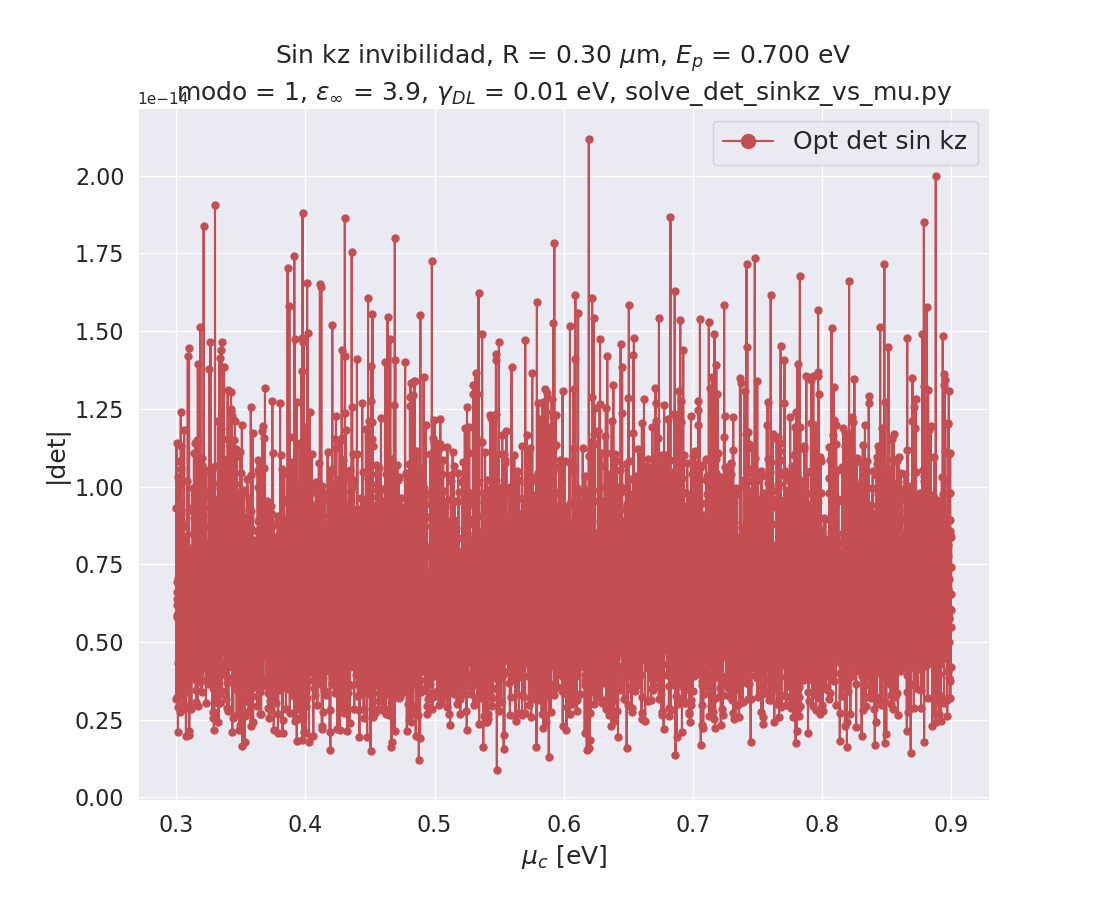 Sin kz invibilidad, R = 0.30 μm, E_p = 0.700 eV
modo = 1, ε_∞ = 3.9, γ_DL = 0.01 eV, solve_det_sinkz_vs_mu.py
1e−14
Opt det sin kz
2.00
1.75
1.50
1.25
1.00
0.75
0.50
0.25
0.00
|det|
0.3 0.4 0.5 0.6 0.7 0.8 0.9
μ_c [eV]